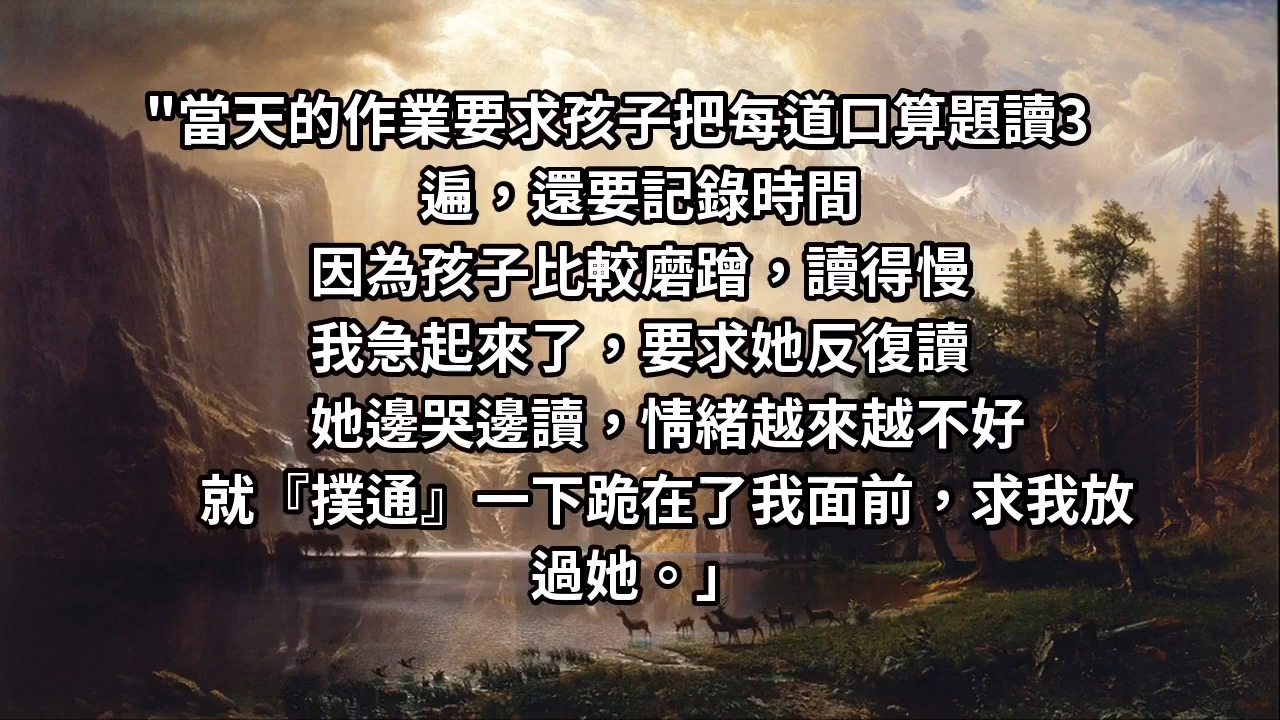 "當天的作業要求孩子把每道口算題讀3
遍，還要記錄時間
因為孩子比較磨蹭，讀得慢
我急起來了，要求她反復讀
她邊哭邊讀，情緒越來越不好
就『撲通』一下跪在了我面前，求我放
過她。」